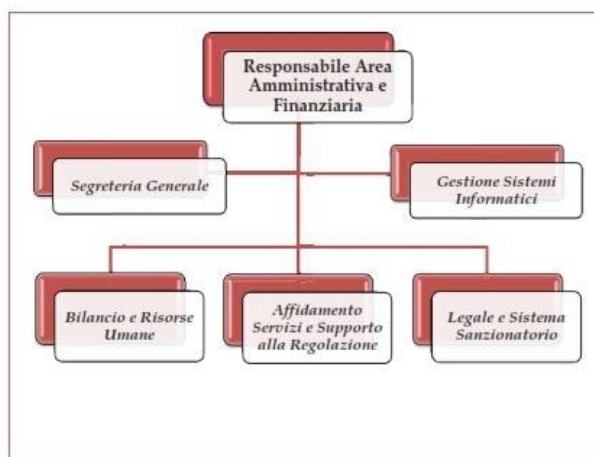 Responsabile Area
Amministrativa e
Finanziaria
Segreteria Generale
Gestione Sistemi
Informatici
Bilancio e Risorse
Umane
Affidamento
Servizi e Supporto
alla Regolazione
Legale e Sistema
Sanzionatorio